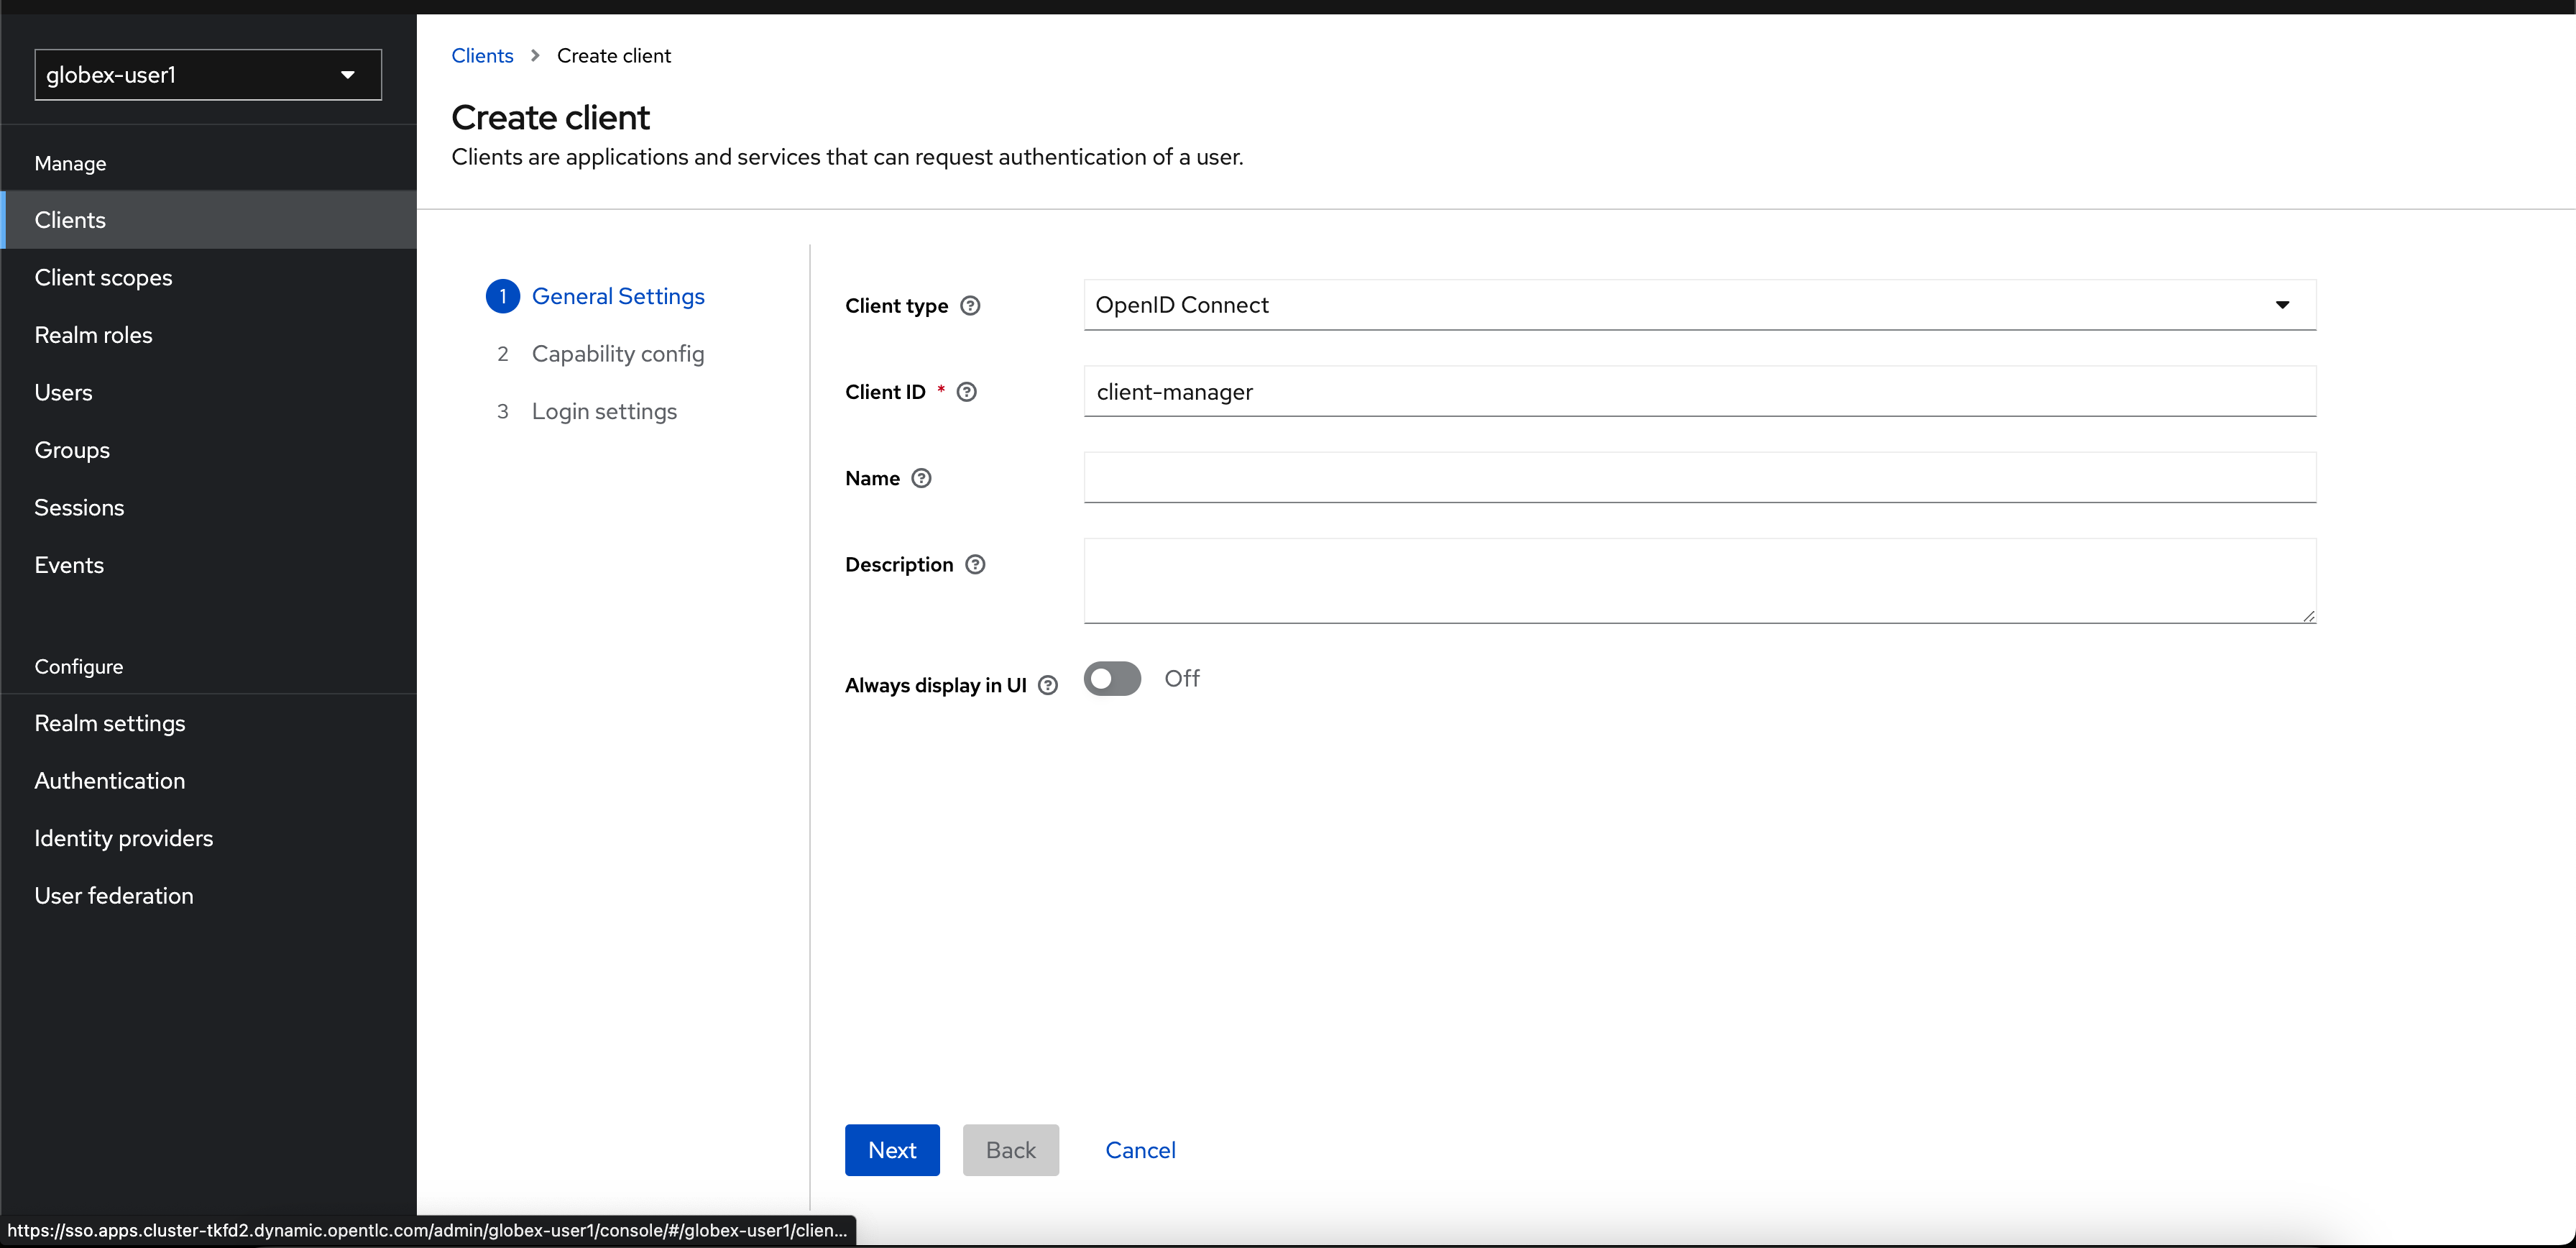 globex-user1
Manage
Clients
Client scopes
Realm roles
Users
Groups
Sessions
Events
Configure
Realm settings
Authentication
Identity providers
User federation
Clients > Create client
Create client
Clients are applications and services that can request authentication of a user.
1 General Settings
2 Capability config
3 Login settings
Client type ? OpenID Connect
Client ID * ? client-manager
Name ?
Description ?
Always display in UI ? Off
Next Back Cancel
https://sso.apps.cluster-tkfd2.dynamic.opentlc.com/admin/globex-user1/console/#/globex-user1/clien...